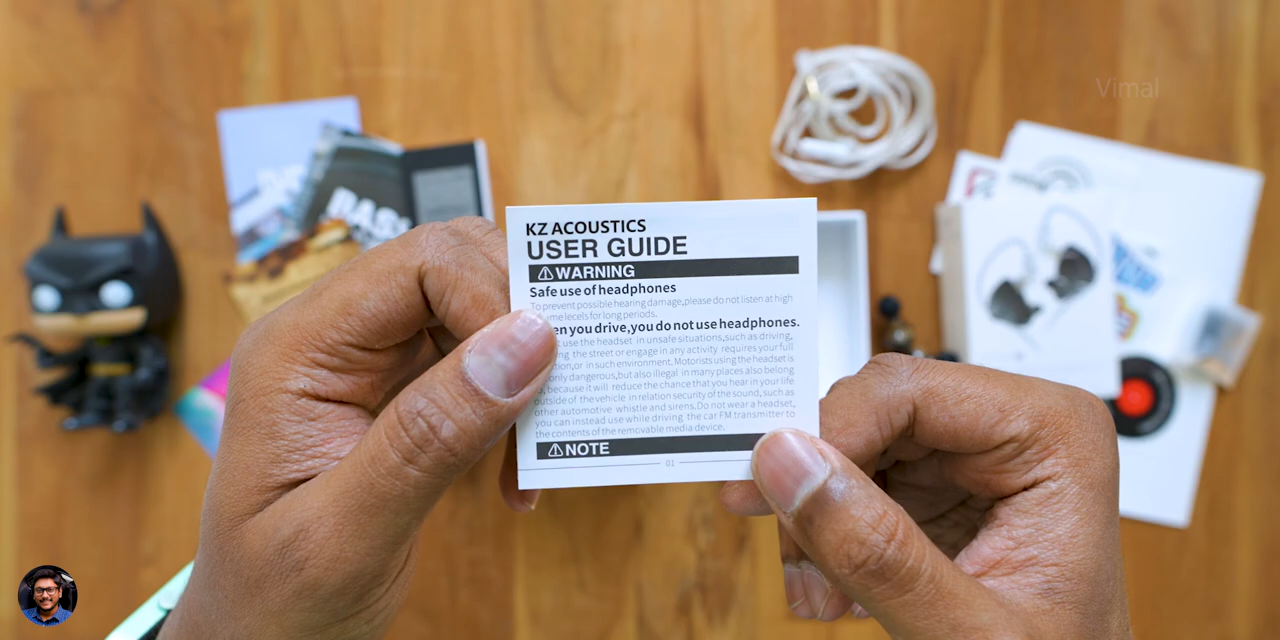 Vimal
BASS
KZ ACOUSTICS
USER GUIDE
WARNING
Safe use of headphones
To prevent possible hearing damage,please do not listen at high
lecels for long periods.
you drive,you do not use headphones.
use the headset in unsafe situations,such as driving,
the street or engage in any activity requires your full
or in such environment. Motorists using the headset is
only dangerous,but also illegal in many places also belong
because it will reduce the chance that you hear in your life
outside of the vehicle in relation security of the sound, such as
other automotive whistle and sirens.Do not wear a headset,
you can instead use while driving the car FM transmitter to
the contents of the removable media device.
NOTE
01